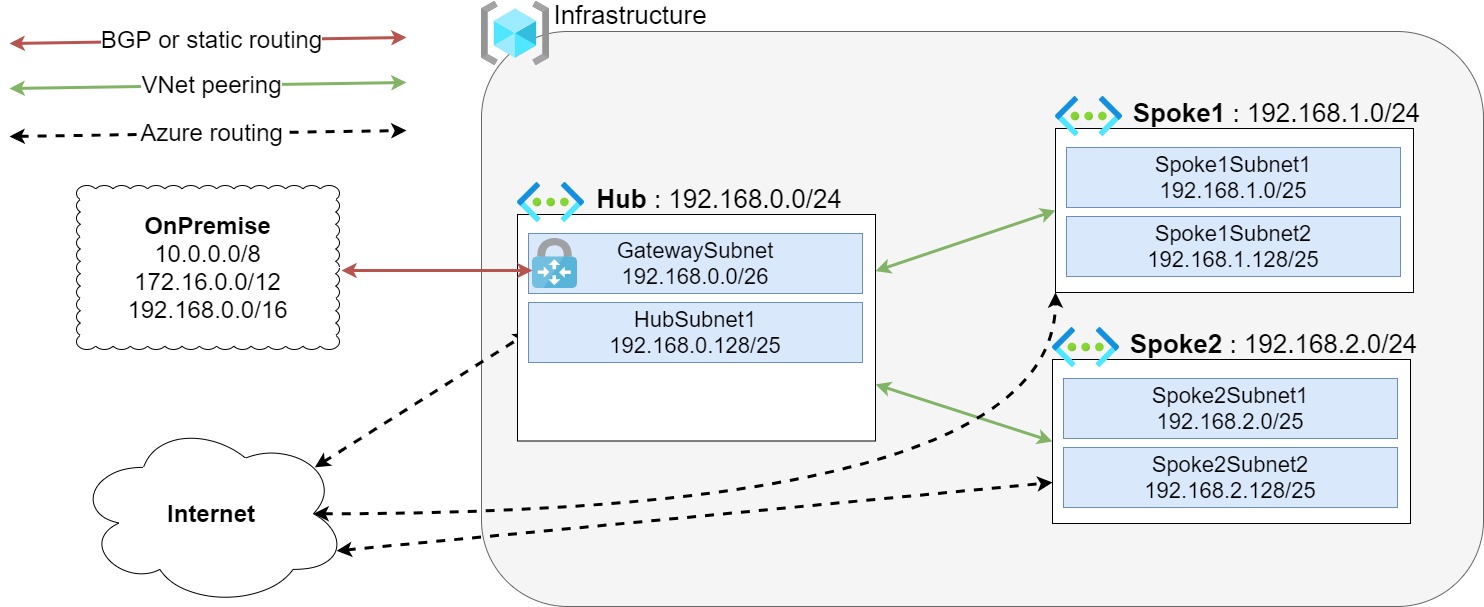 Infrastructure
BGP or static routing
VNet peering
Azure routing
OnPremise
10.0.0.0/8
172.16.0.0/12
192.168.0.0/16
Hub : 192.168.0.0/24
GatewaySubnet
192.168.0.0/26
HubSubnet1
192.168.0.128/25
Spoke1 : 192.168.1.0/24
Spoke1Subnet1
192.168.1.0/25
Spoke1Subnet2
192.168.1.128/25
Spoke2 : 192.168.2.0/24
Spoke2Subnet1
192.168.2.0/25
Spoke2Subnet2
192.168.2.128/25
Internet